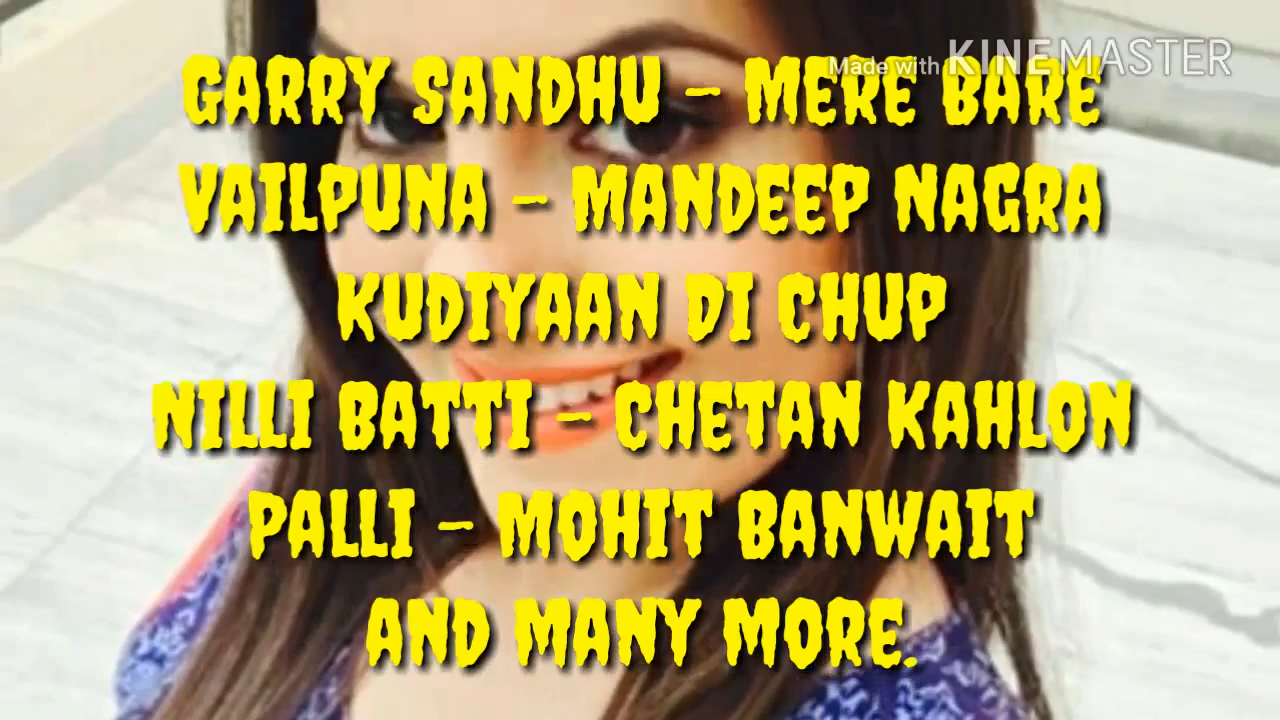 Made with KINEMASTER
GARRY SANDHU - MERE BARE
VAILPUNA - MANDEEP NAGRA
KUDIYAAN DI CHUP
NILLI BATTI - CHETAN KAHLON
PALLI - MOHIT BANWAIT
AND MANY MORE.